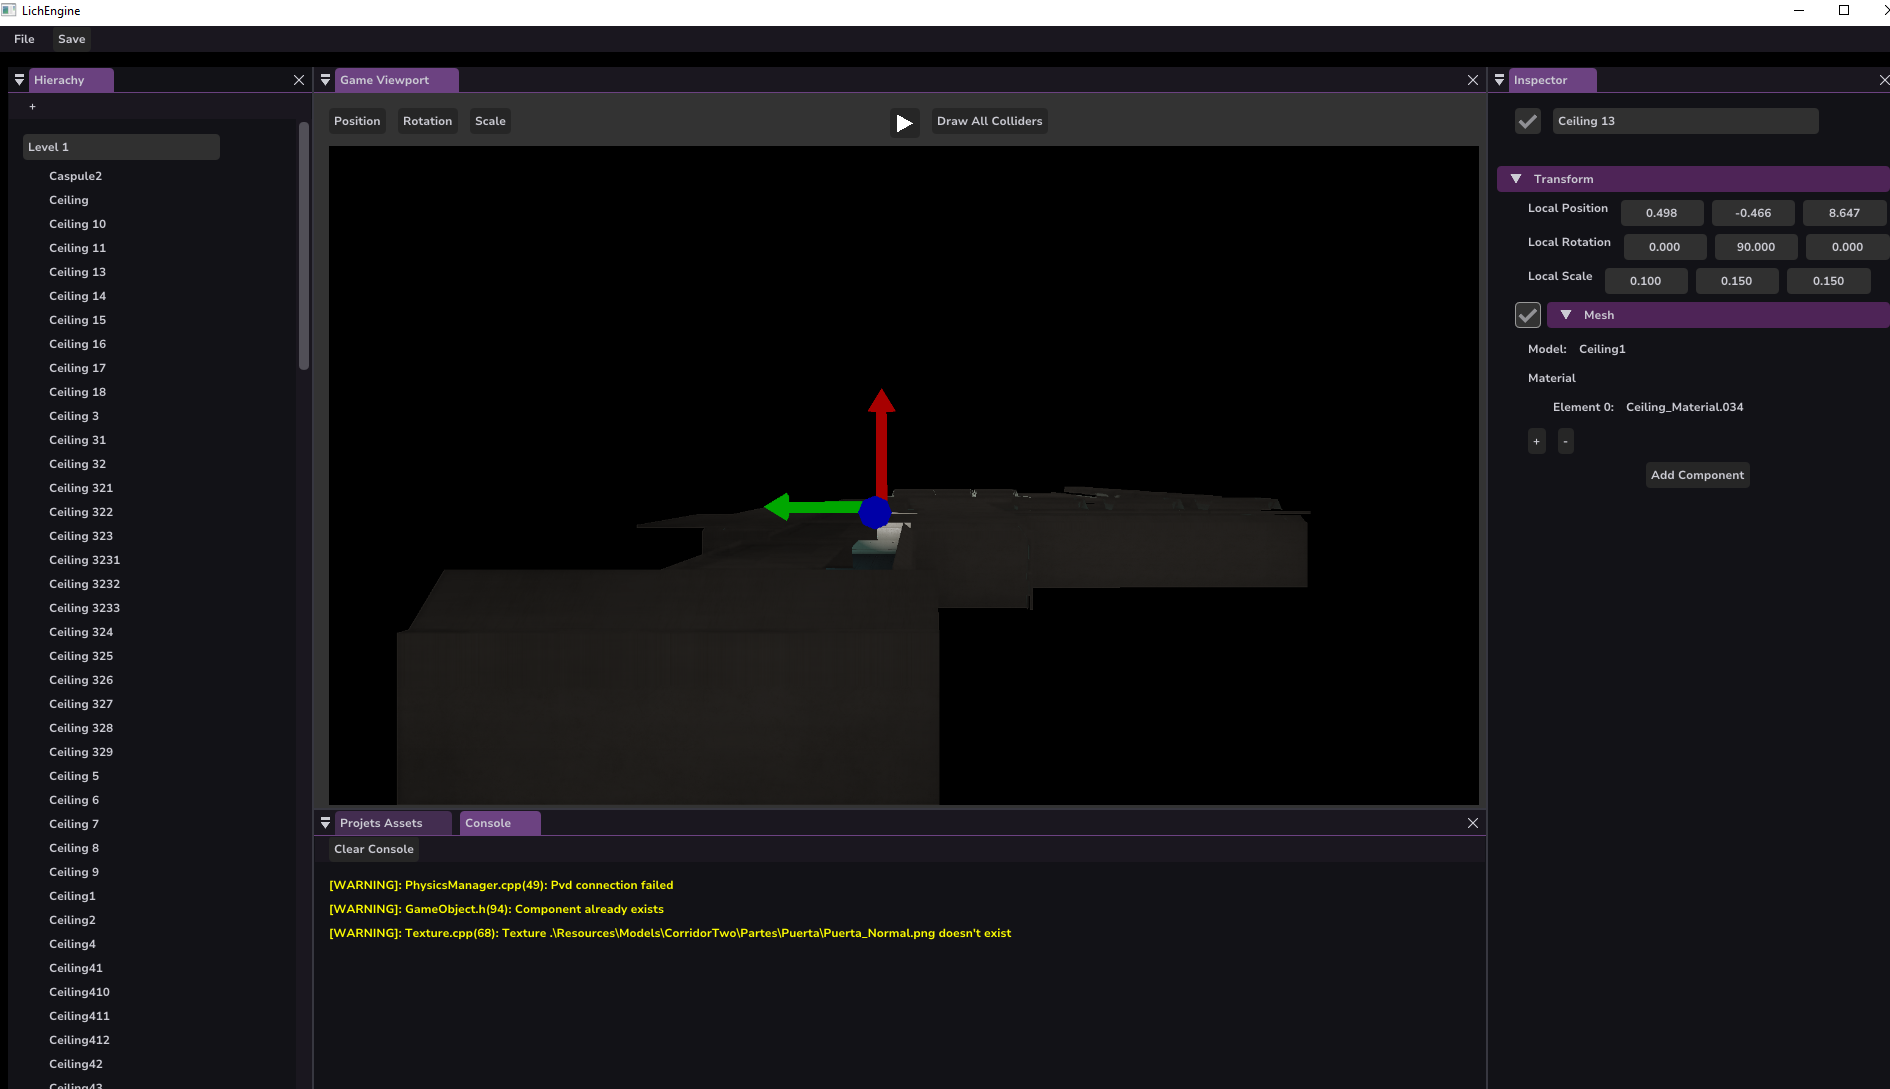 LichEngine
File Save
Hierachy
+
Level 1
Caspule2
Ceiling
Ceiling 10
Ceiling 11
Ceiling 13
Ceiling 14
Ceiling 15
Ceiling 16
Ceiling 17
Ceiling 18
Ceiling 3
Ceiling 31
Ceiling 32
Ceiling 321
Ceiling 322
Ceiling 323
Ceiling 3231
Ceiling 3232
Ceiling 3233
Ceiling 324
Ceiling 325
Ceiling 326
Ceiling 327
Ceiling 328
Ceiling 329
Ceiling 5
Ceiling 6
Ceiling 7
Ceiling 8
Ceiling 9
Ceiling1
Ceiling2
Ceiling4
Ceiling41
Ceiling410
Ceiling411
Ceiling412
Ceiling42
Ceiling43
Game Viewport
Position Rotation Scale Draw All Colliders
Projets Assets Console
Clear Console
[WARNING]: PhysicsManager.cpp(49): Pvd connection failed
[WARNING]: GameObject.h(94): Component already exists
[WARNING]: Texture.cpp(68): Texture .\Resources\Models\CorridorTwo\Partes\Puerta\Puerta_Normal.png doesn't exist
Inspector
Ceiling 13
Transform
Local Position 0.498 -0.466 8.647
Local Rotation 0.000 90.000 0.000
Local Scale 0.100 0.150 0.150
Mesh
Model: Ceiling1
Material
Element 0: Ceiling_Material.034
+ -
Add Component